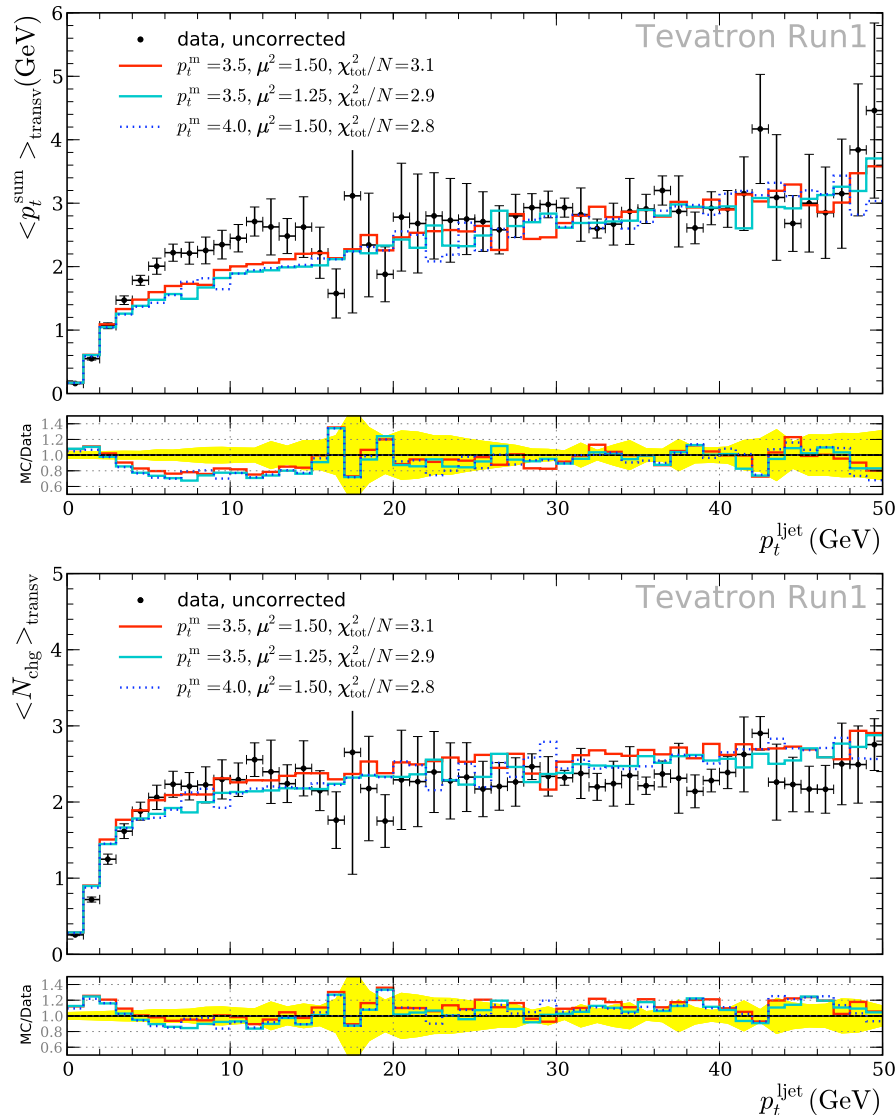 6
Tevatron Run1
data, uncorrected
p_t^m =3.5, μ²=1.50, χ²_tot/N=3.1
p_t^m =3.5, μ²=1.25, χ²_tot/N=2.9
p_t^m =4.0, μ²=1.50, χ²_tot/N=2.8
<p_t^sum >_transv(GeV)
5
4
3
2
1
0
MC/Data
1.4
1.2
1.0
0.8
0.6
0 10 20 30 40 50
p_t^ljet (GeV)
5
Tevatron Run1
data, uncorrected
p_t^m =3.5, μ²=1.50, χ²_tot/N=3.1
p_t^m =3.5, μ²=1.25, χ²_tot/N=2.9
p_t^m =4.0, μ²=1.50, χ²_tot/N=2.8
<N_chg >_transv
4
3
2
1
0
MC/Data
1.4
1.2
1.0
0.8
0.6
0 10 20 30 40 50
p_t^ljet (GeV)